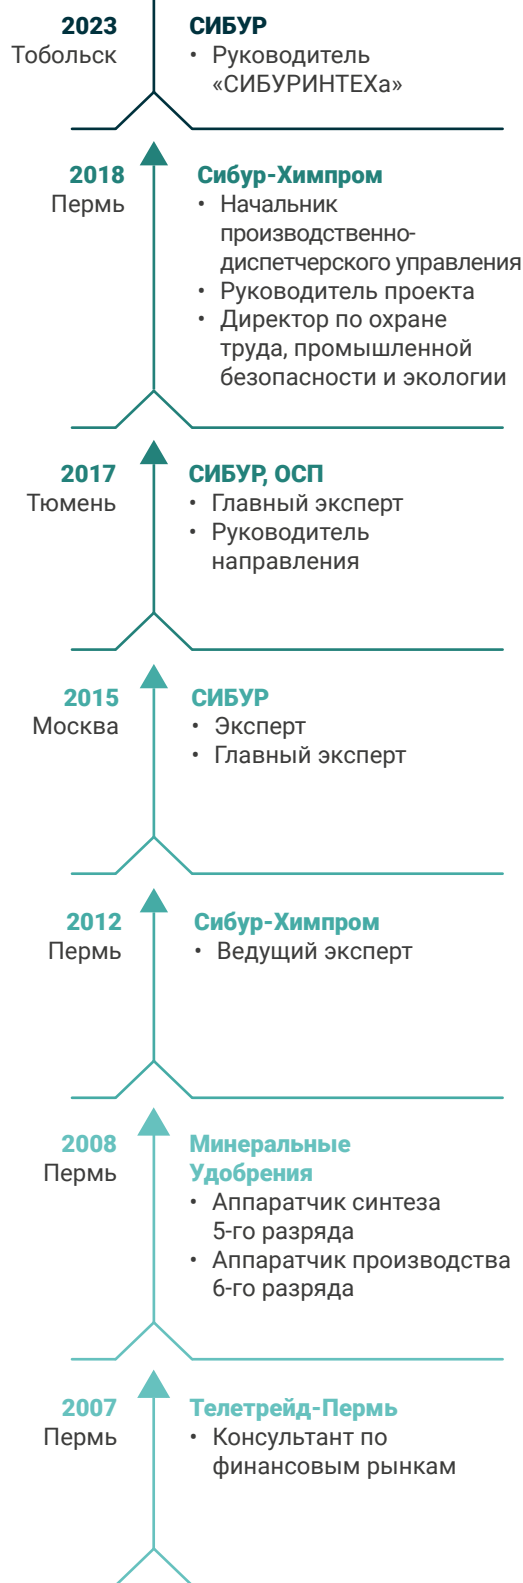 2023
Тобольск
СИБУР
• Руководитель
«СИБУРИНТЕХа»
2018
Пермь
Сибур-Химпром
• Начальник
производственно-
диспетчерского управления
• Руководитель проекта
• Директор по охране
труда, промышленной
безопасности и экологии
2017
Тюмень
СИБУР, ОСП
• Главный эксперт
• Руководитель
направления
2015
Москва
СИБУР
• Эксперт
• Главный эксперт
2012
Пермь
Сибур-Химпром
• Ведущий эксперт
2008
Пермь
Минеральные
Удобрения
• Аппаратчик синтеза
5-го разряда
• Аппаратчик производства
6-го разряда
2007
Пермь
Телетрейд-Пермь
• Консультант по
финансовым рынкам